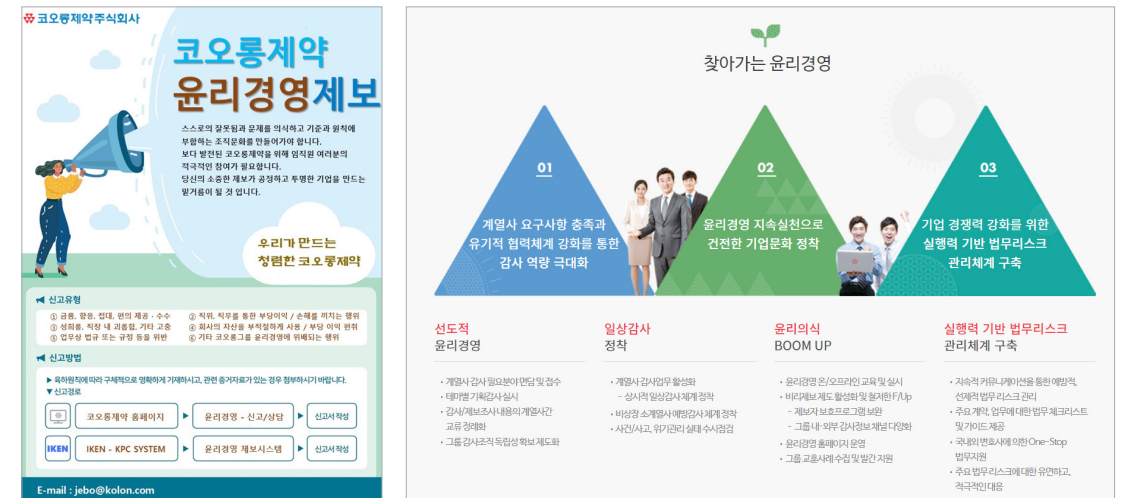 코오롱제약주식회사
코오롱제약
윤리경영제보
스스로의 잘못됨과 문제를 의식하고 기준과 원칙에
부합하는 조직문화를 만들어가야 합니다.
보다 발전된 코오롱제약을 위해 임직원 여러분의
적극적인 참여가 필요합니다.
당신의 소중한 제보가 공정하고 투명한 기업을 만드는
밑거름이 될 것 입니다.
우리가 만드는
청렴한 코오롱제약
신고유형
① 금품, 향응, 접대, 편의 제공 · 수수
② 직위, 직무를 통한 부당이익 / 손해를 끼치는 행위
③ 성희롱, 직장 내 괴롭힘, 기타 고충
④ 회사의 자산을 부적절하게 사용 / 부당 이익 편취
⑤ 업무상 법규 또는 규정 등을 위반
⑥ 기타 코오롱그룹 윤리경영에 위배되는 행위
신고방법
▶ 육하원칙에 따라 구체적으로 명확하게 기재하시고, 관련 증거자료가 있는 경우 첨부하시기 바랍니다.
▼ 신고경로
코오롱제약 홈페이지 ▶ 윤리경영 - 신고/상담 ▶ 신고서 작성
IKEN IKEN - KPC SYSTEM ▶ 윤리경영 제보시스템 ▶ 신고서 작성
E-mail : jebo@kolon.com
찾아가는 윤리경영
01
계열사 요구사항 충족과
유기적 협력체계 강화를 통한
감사 역량 극대화
02
윤리경영 지속실천으로
건전한 기업문화 정착
03
기업 경쟁력 강화를 위한
실행력 기반 법무리스크
관리체계 구축
선도적
윤리경영
· 계열사 감사 필요분야 면담 및 접수
· 테마별 기획감사 실시
· 감사/제보조사 내용의 계열사간
교류 정례화
· 그룹 감사조직 독립성 확보 제도화
일상감사
정착
· 계열사 감사업무 활성화
- 상시적 일상감사 체계 정착
· 비상장 소계열사 예방감사 체계 정착
· 사건/사고, 위기관리 실태 수시점검
윤리의식
BOOM UP
· 윤리경영 온/오프라인 교육 및 실시
· 비리제보 제도 활성화 및 철저한 F/Up
- 제보자 보호프로그램 보완
- 그룹 내·외부 감사정보 채널 다양화
· 윤리경영 홈페이지 운영
· 그룹 교훈사례 수집 및 발간 지원
실행력 기반 법무리스크
관리체계 구축
· 지속적 커뮤니케이션을 통한 예방적,
선제적 법무리스크 관리
· 주요 계약, 업무에 대한 법무 체크리스트
및 가이드 제공
· 국내외 변호사에 의한 One-Stop
법무지원
· 주요 법무 리스크에 대한 유연하고,
적극적인 대응